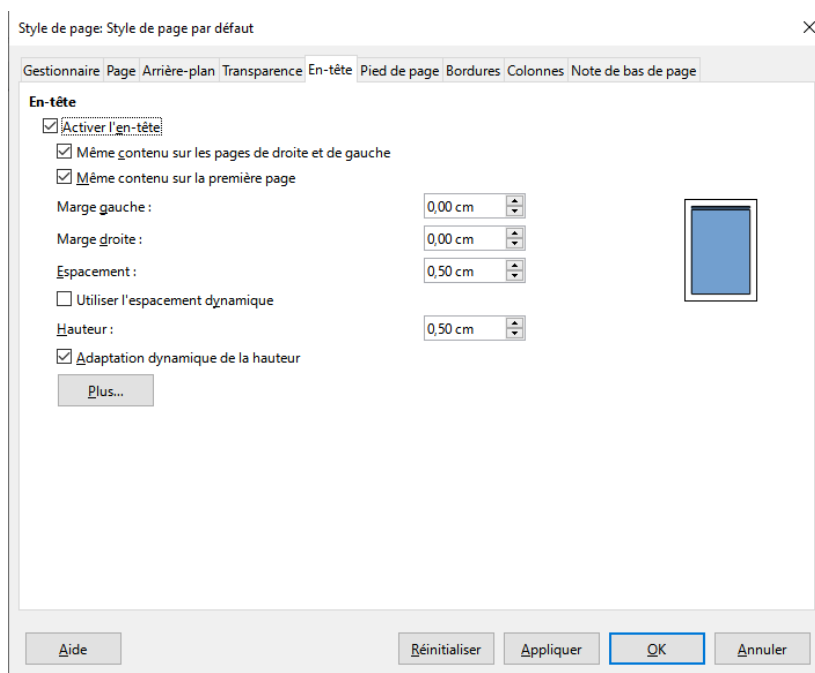 Style de page: Style de page par défaut
Gestionnaire Page Arrière-plan Transparence En-tête Pied de page Bordures Colonnes Note de bas de page
En-tête
Activer l'en-tête
Même contenu sur les pages de droite et de gauche
Même contenu sur la première page
Marge gauche : 0,00 cm
Marge droite : 0,00 cm
Espacement : 0,50 cm
Utiliser l'espacement dynamique
Hauteur : 0,50 cm
Adaptation dynamique de la hauteur
Plus...
Aide Réinitialiser Appliquer OK Annuler